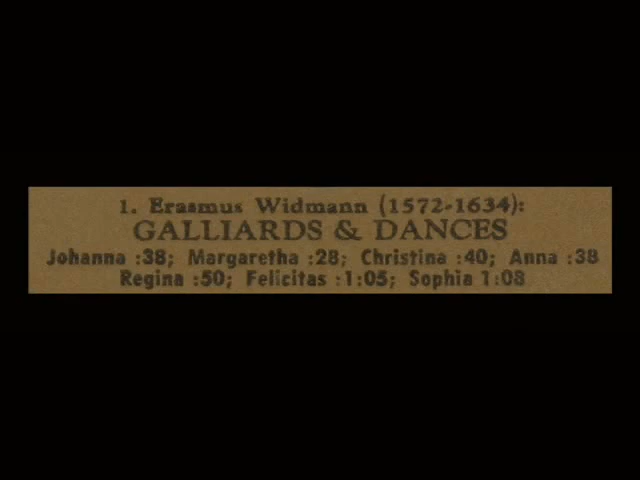 1. Erasmus Widmann (1572-1634):
GALLIARDS & DANCES
Johanna :38; Margaretha :28; Christina :40; Anna :38
Regina :50; Felicitas :1:05; Sophia 1:08